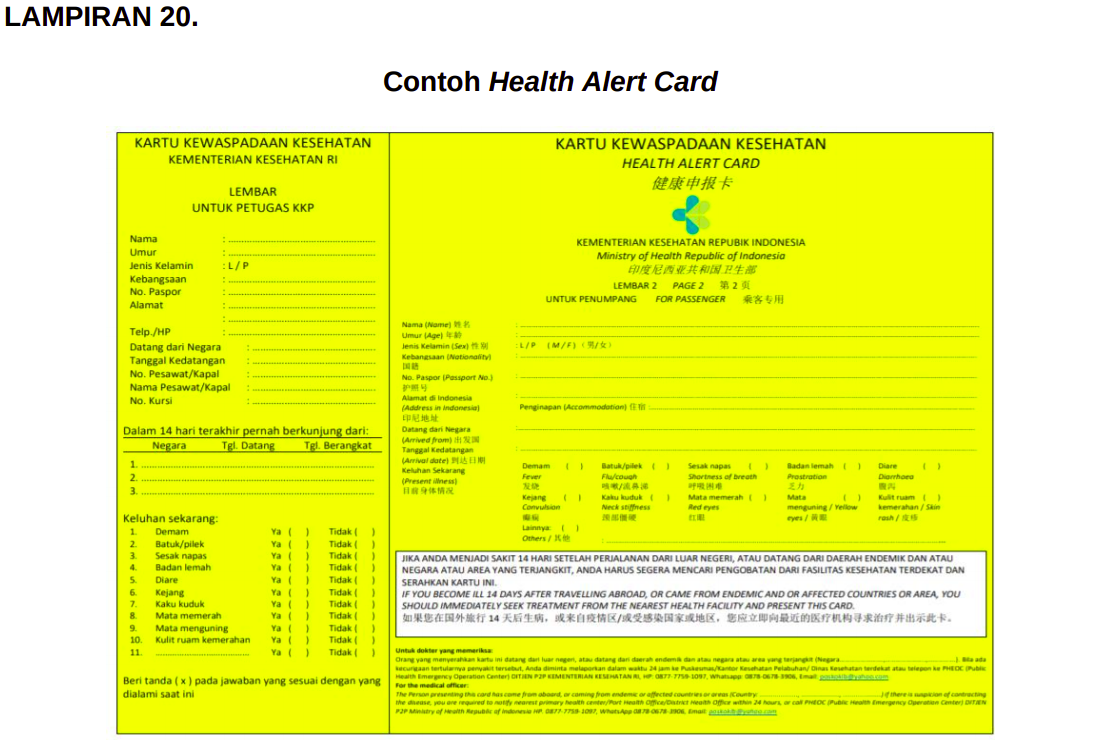 LAMPIRAN 20.
Contoh Health Alert Card
KARTU KEWASPADAAN KESEHATAN
KEMENTERIAN KESEHATAN RI
LEMBAR
UNTUK PETUGAS KKP
Nama : ..........
Umur : ..........
Jenis Kelamin : L / P
Kebangsaan : ..........
No. Paspor : ..........
Alamat : ..........
: ..........
Telp./HP : ..........
Datang dari Negara : ..........
Tanggal Kedatangan : ..........
No. Pesawat/Kapal : ..........
Nama Pesawat/Kapal : ..........
No. Kursi : ..........
Dalam 14 hari terakhir pernah berkunjung dari:
Negara Tgl. Datang Tgl. Berangkat
1. ..........
2. ..........
3. ..........
Keluhan sekarang:
1. Demam Ya ( ) Tidak ( )
2. Batuk/pilek Ya ( ) Tidak ( )
3. Sesak napas Ya ( ) Tidak ( )
4. Badan lemah Ya ( ) Tidak ( )
5. Diare Ya ( ) Tidak ( )
6. Kejang Ya ( ) Tidak ( )
7. Kaku kuduk Ya ( ) Tidak ( )
8. Mata memerah Ya ( ) Tidak ( )
9. Mata menguning Ya ( ) Tidak ( )
10. Kulit ruam kemerahan Ya ( ) Tidak ( )
11. .......... Ya ( ) Tidak ( )
Beri tanda ( x ) pada jawaban yang sesuai dengan yang
dialami saat ini
KARTU KEWASPADAAN KESEHATAN
HEALTH ALERT CARD
健康申报卡
KEMENTERIAN KESEHATAN REPUBIK INDONESIA
Ministry of Health Republic of Indonesia
印度尼西亚共和国卫生部
LEMBAR 2 PAGE 2 第 2 页
UNTUK PENUMPANG FOR PASSENGER 乘客专用
Nama (Name) 姓名 : ..........
Umur (Age) 年龄 : ..........
Jenis Kelamin (Sex) 性别 : L / P ( M / F ) （男/女）
Kebangsaan (Nationality) : ..........
国籍
No. Paspor (Passport No.) : ..........
护照号
Alamat di Indonesia : ..........
(Address in Indonesia) Penginapan (Accommodation) 住宿 : ..........
印尼地址
Datang dari Negara : ..........
(Arrived from) 出发国
Tanggal Kedatangan : ..........
(Arrival date) 到达日期
Keluhan Sekarang
(Present illness)
目前身体情况
Demam ( ) Batuk/pilek ( ) Sesak napas ( ) Badan lemah ( ) Diare ( )
Fever Flu/cough Shortness of breath Prostration Diarrhoea
发烧 咳嗽/流鼻涕 呼吸困难 乏力 腹泻
Kejang ( ) Kaku kuduk ( ) Mata memerah ( ) Mata ( ) Kulit ruam ( )
Convulsion Neck stiffness Red eyes menguning / Yellow kemerahan / Skin
癫痫 颈部僵硬 红眼 eyes / 黄眼 rash / 皮疹
Lainnya: ( )
Others / 其他 : ..........
JIKA ANDA MENJADI SAKIT 14 HARI SETELAH PERJALANAN DARI LUAR NEGERI, ATAU DATANG DARI DAERAH ENDEMIK DAN ATAU
NEGARA ATAU AREA YANG TERJANGKIT, ANDA HARUS SEGERA MENCARI PENGOBATAN DARI FASILITAS KESEHATAN TERDEKAT DAN
SERAHKAN KARTU INI.
IF YOU BECOME ILL 14 DAYS AFTER TRAVELLING ABROAD, OR CAME FROM ENDEMIC AND OR AFFECTED COUNTRIES OR AREA, YOU
SHOULD IMMEDIATELY SEEK TREATMENT FROM THE NEAREST HEALTH FACILITY AND PRESENT THIS CARD.
如果您在国外旅行 14 天后生病，或来自疫情区/或受感染国家或地区，您应立即向最近的医疗机构寻求治疗并出示此卡。
Untuk dokter yang memeriksa:
Orang yang menyerahkan kartu ini datang dari luar negeri, atau datang dari daerah endemik dan atau negara atau area yang terjangkit (Negara ..........). Bila ada
kecurigaan tertularnya penyakit tersebut, Anda diminta melaporkan dalam waktu 24 jam ke Puskesmas/Kantor Kesehatan Pelabuhan/ Dinas Kesehatan terdekat atau telepon ke PHEOC (Public
Health Emergency Operation Center) DITJEN P2P KEMENTERIAN KESEHATAN RI, HP: 0877-7759-1097, Whatsapp: 0878-0678-3906, Email: poskoklb@yahoo.com
For the medical officer:
The Person presenting this card has come from aboard, or coming from endemic or affected countries or areas (Country: ..........) if there is suspicion of contracting
the disease, you are required to notify nearest primary health center/Port Health Office/District Health Office within 24 hours, or call PHEOC (Public Health Emergency Operation Center) DITJEN
P2P Ministry of Health Republic of Indonesia HP. 0877-7759-1097, WhatsApp 0878-0678-3906, Email: poskoklb@yahoo.com